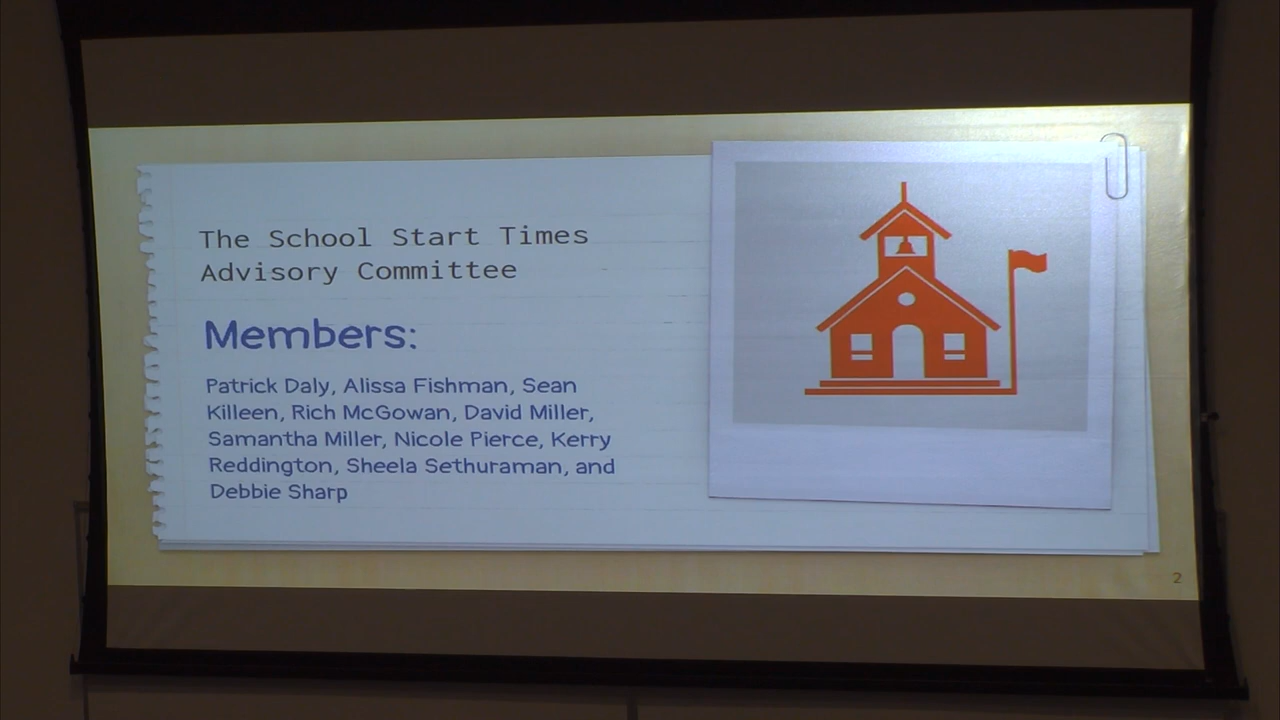 The School Start Times
Advisory Committee
Members:
Patrick Daly, Alissa Fishman, Sean
Killeen, Rich McGowan, David Miller,
Samantha Miller, Nicole Pierce, Kerry
Reddington, Sheela Sethuraman, and
Debbie Sharp
2